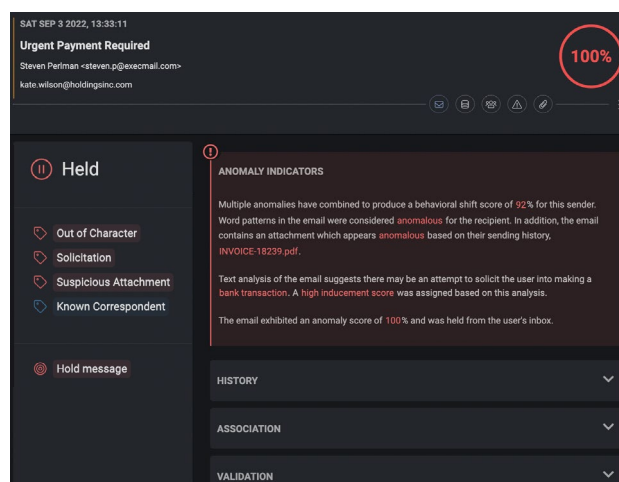 SAT SEP 3 2022, 13:33:11
Urgent Payment Required
Steven Perlman <steven.p@execmail.com>
kate.wilson@holdingsinc.com
100%
Held
Out of Character
Solicitation
Suspicious Attachment
Known Correspondent
Hold message
ANOMALY INDICATORS
Multiple anomalies have combined to produce a behavioral shift score of 92% for this sender.
Word patterns in the email were considered anomalous for the recipient. In addition, the email
contains an attachment which appears anomalous based on their sending history,
INVOICE-18239.pdf.
Text analysis of the email suggests there may be an attempt to solicit the user into making a
bank transaction. A high inducement score was assigned based on this analysis.
The email exhibited an anomaly score of 100% and was held from the user's inbox.
HISTORY
ASSOCIATION
VALIDATION